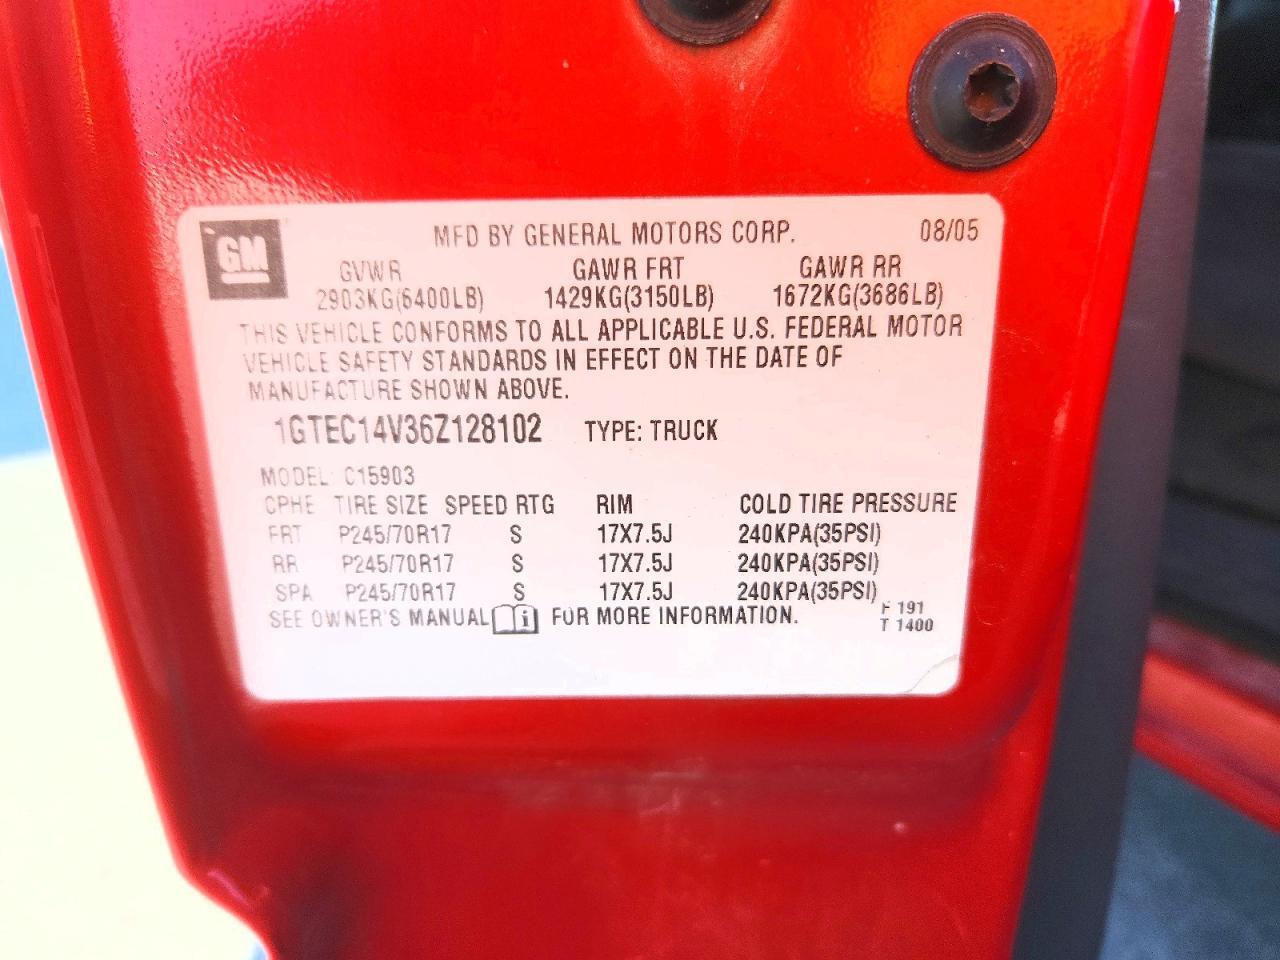 GM
MFD BY GENERAL MOTORS CORP. 08/05
GVWR GAWR FRT GAWR RR
2903KG(6400LB) 1429KG(3150LB) 1672KG(3686LB)
THIS VEHICLE CONFORMS TO ALL APPLICABLE U.S. FEDERAL MOTOR
VEHICLE SAFETY STANDARDS IN EFFECT ON THE DATE OF
MANUFACTURE SHOWN ABOVE.
1GTEC14V36Z128102 TYPE: TRUCK
MODEL: C15903
CPHE TIRE SIZE SPEED RTG RIM COLD TIRE PRESSURE
FRT P245/70R17 S 17X7.5J 240KPA(35PSI)
RR P245/70R17 S 17X7.5J 240KPA(35PSI)
SPA P245/70R17 S 17X7.5J 240KPA(35PSI)
SEE OWNER'S MANUAL i FOR MORE INFORMATION.
F 191
T 1400